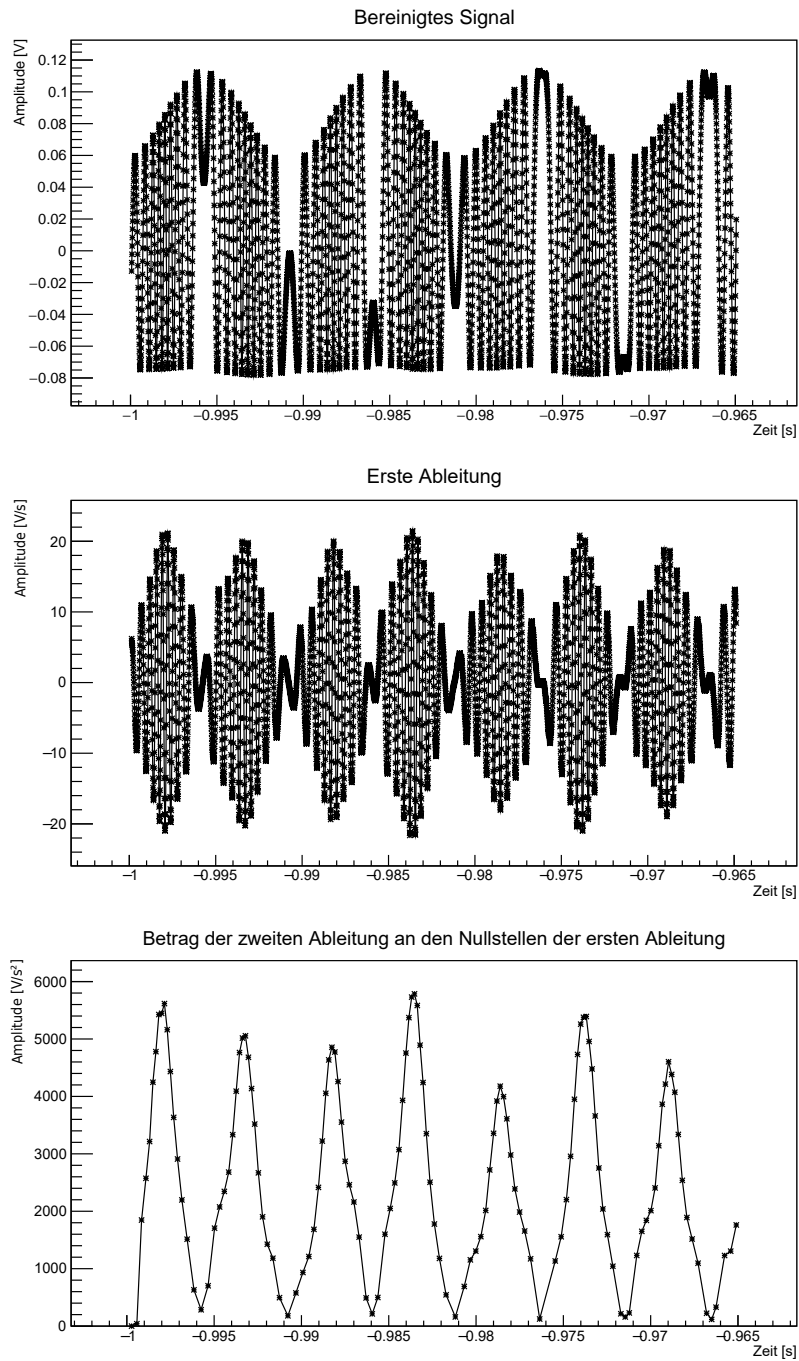 Bereinigtes Signal
Amplitude [V]
0.12
0.1
0.08
0.06
0.04
0.02
0
−0.02
−0.04
−0.06
−0.08
−1 −0.995 −0.99 −0.985 −0.98 −0.975 −0.97 −0.965
Zeit [s]
Erste Ableitung
Amplitude [V/s]
20
10
0
−10
−20
−1 −0.995 −0.99 −0.985 −0.98 −0.975 −0.97 −0.965
Zeit [s]
Betrag der zweiten Ableitung an den Nullstellen der ersten Ableitung
Amplitude [V/s²]
6000
5000
4000
3000
2000
1000
0
−1 −0.995 −0.99 −0.985 −0.98 −0.975 −0.97 −0.965
Zeit [s]